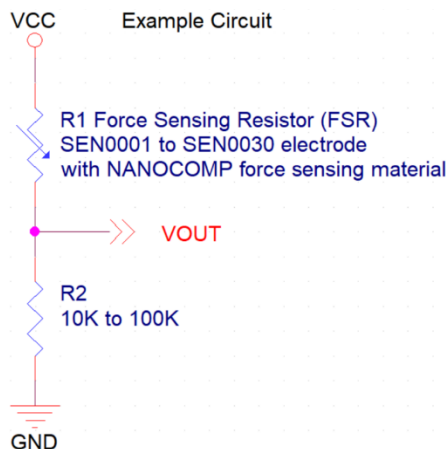 VCC
Example Circuit
R1 Force Sensing Resistor (FSR)
SEN0001 to SEN0030 electrode
with NANOCOMP force sensing material
VOUT
R2
10K to 100K
GND